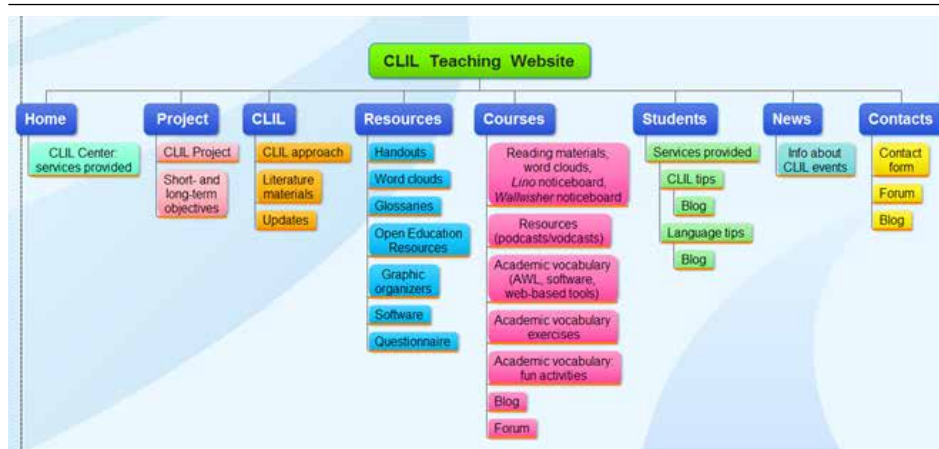 CLIL Teaching Website
Home
CLIL Center:
services provided
Project
CLIL Project
Short- and
long-term
objectives
CLIL
CLIL approach
Literature
materials
Updates
Resources
Handouts
Word clouds
Glossaries
Open Education
Resources
Graphic
organizers
Software
Questionnaire
Courses
Reading materials,
word clouds,
Lino noticeboard,
Wallwisher noticeboard
Resources
(podcasts/vodcasts)
Academic vocabulary
(AWL, software,
web-based tools)
Academic vocabulary
exercises
Academic vocabulary:
fun activities
Blog
Forum
Students
Services provided
CLIL tips
Blog
Language tips
Blog
News
Info about
CLIL events
Contacts
Contact
form
Forum
Blog